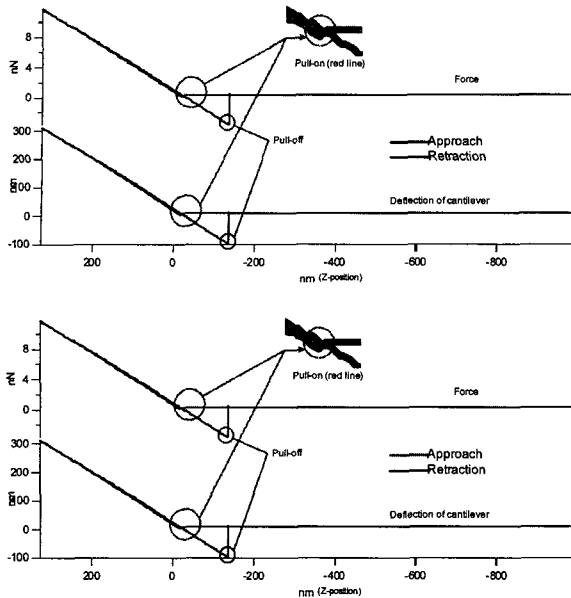 nN
8
4
0
Pull-on (red line)
Force
Pull-off
Approach
Retraction
nm
300
200
100
0
-100
Deflection of cantilever
200 0 -200 -400 -600 -800
nm (Z-position)
nN
8
4
0
Pull-on (red line)
Force
Pull-off
Approach
Retraction
nm
300
200
100
0
-100
Deflection of cantilever
200 0 -200 -400 -600 -800
nm (Z-position)